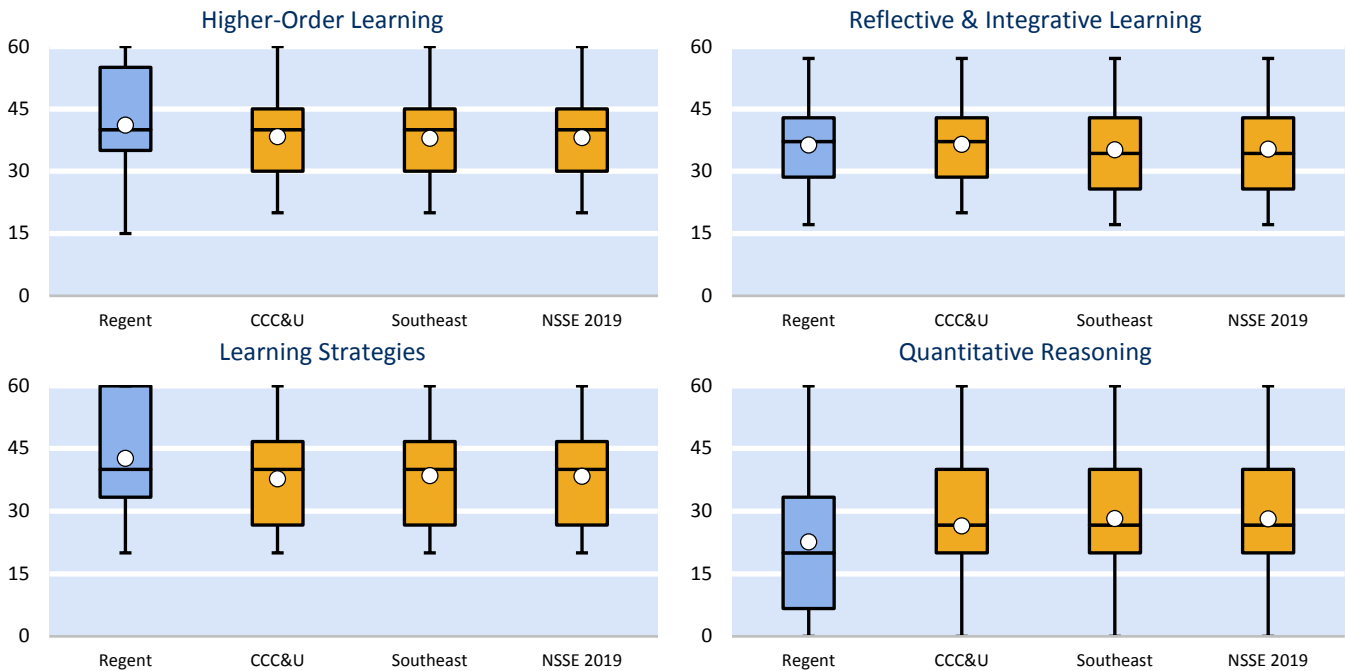 Higher-Order Learning
60
45
30
15
0
Regent CCC&U Southeast NSSE 2019
Reflective & Integrative Learning
60
45
30
15
0
Regent CCC&U Southeast NSSE 2019
Learning Strategies
60
45
30
15
0
Regent CCC&U Southeast NSSE 2019
Quantitative Reasoning
60
45
30
15
0
Regent CCC&U Southeast NSSE 2019